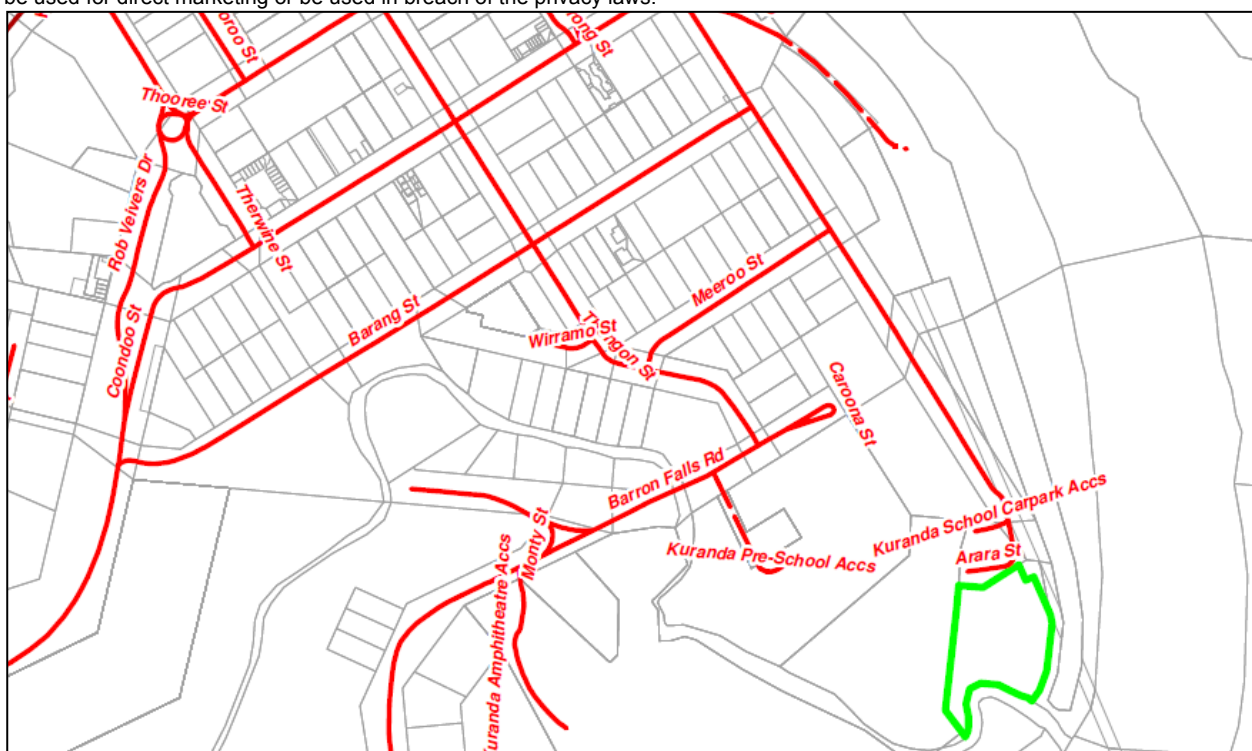 be used for direct marketing or be used in breach of the privacy laws.
Thooree St
Rob Veivers Dr
Therwine St
Coondoo St
Barang St
Wirramo St
Meeroo St
Caroona St
Barron Falls Rd
Monty St
Kuranda Pre-School Accs
Kuranda School Carpark Accs
Arara St
Kuranda Amphitheatre Accs